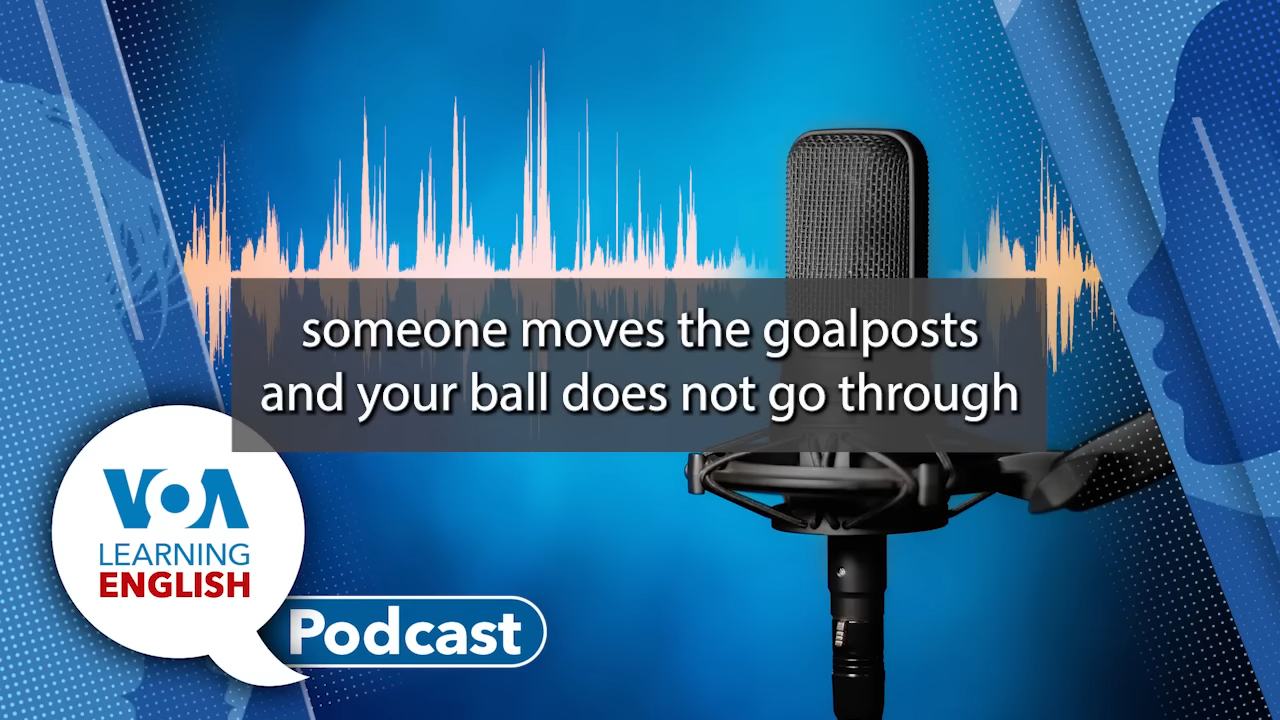 someone moves the goalposts
and your ball does not go through
VOA
LEARNING
ENGLISH
Podcast